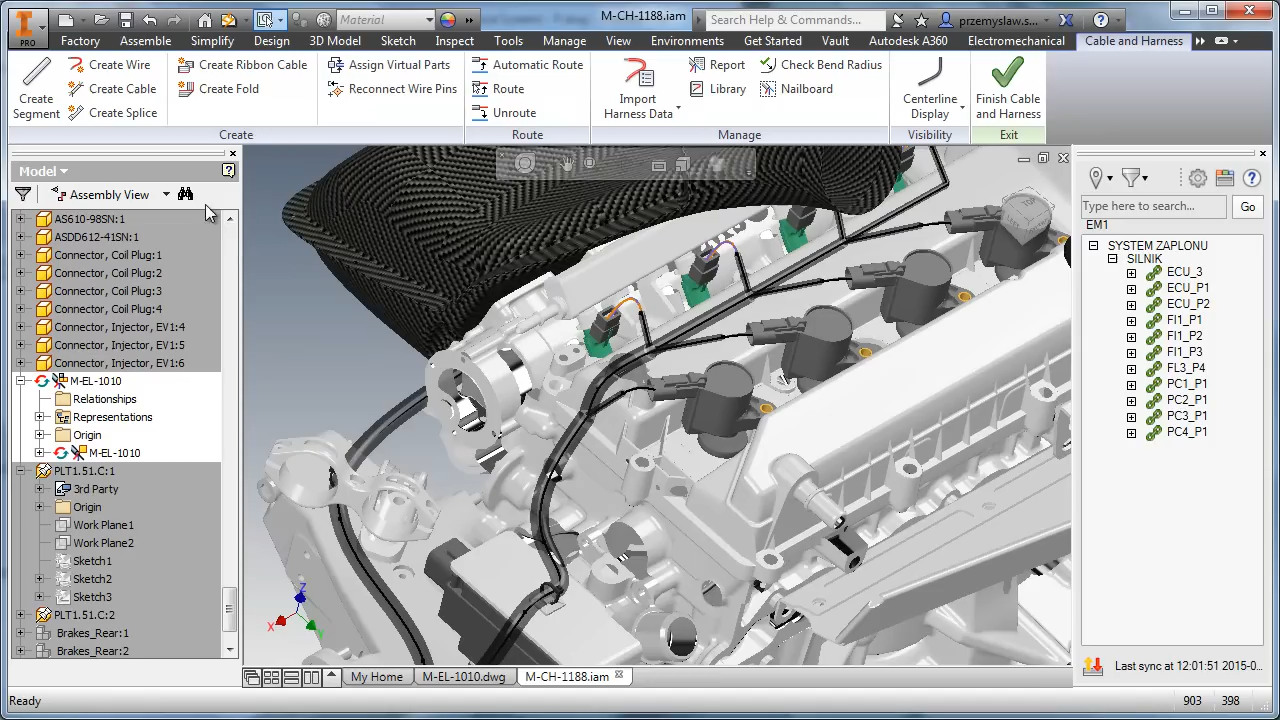 M-CH-1188.iam
Material
Search Help & Commands...
przemyslaw.s...
PRO
Factory Assemble Simplify Design 3D Model Sketch Inspect Tools Manage View Environments Get Started Vault Autodesk A360 Electromechanical Cable and Harness
Create Segment
Create Wire
Create Cable
Create Splice
Create Ribbon Cable
Create Fold
Assign Virtual Parts
Reconnect Wire Pins
Automatic Route
Route
Unroute
Import Harness Data
Report
Library
Check Bend Radius
Nailboard
Centerline Display
Finish Cable and Harness
Create Route Manage Visibility Exit
Model
Assembly View
AS610-98SN:1
ASDD612-41SN:1
Connector, Coil Plug:1
Connector, Coil Plug:2
Connector, Coil Plug:3
Connector, Coil Plug:4
Connector, Injector, EV1:4
Connector, Injector, EV1:5
Connector, Injector, EV1:6
M-EL-1010
Relationships
Representations
Origin
M-EL-1010
PLT1.51.C:1
3rd Party
Origin
Work Plane1
Work Plane2
Sketch1
Sketch2
Sketch3
PLT1.51.C:2
Brakes_Rear:1
Brakes_Rear:2
Z
X
Y
My Home M-EL-1010.dwg M-CH-1188.iam
Type here to search... Go
EM1
SYSTEM ZAPLONU
SILNIK
ECU_3
ECU_P1
ECU_P2
FI1_P1
FI1_P2
FI1_P3
FL3_P4
PC1_P1
PC2_P1
PC3_P1
PC4_P1
Last sync at 12:01:51 2015-0...
Ready 903 398